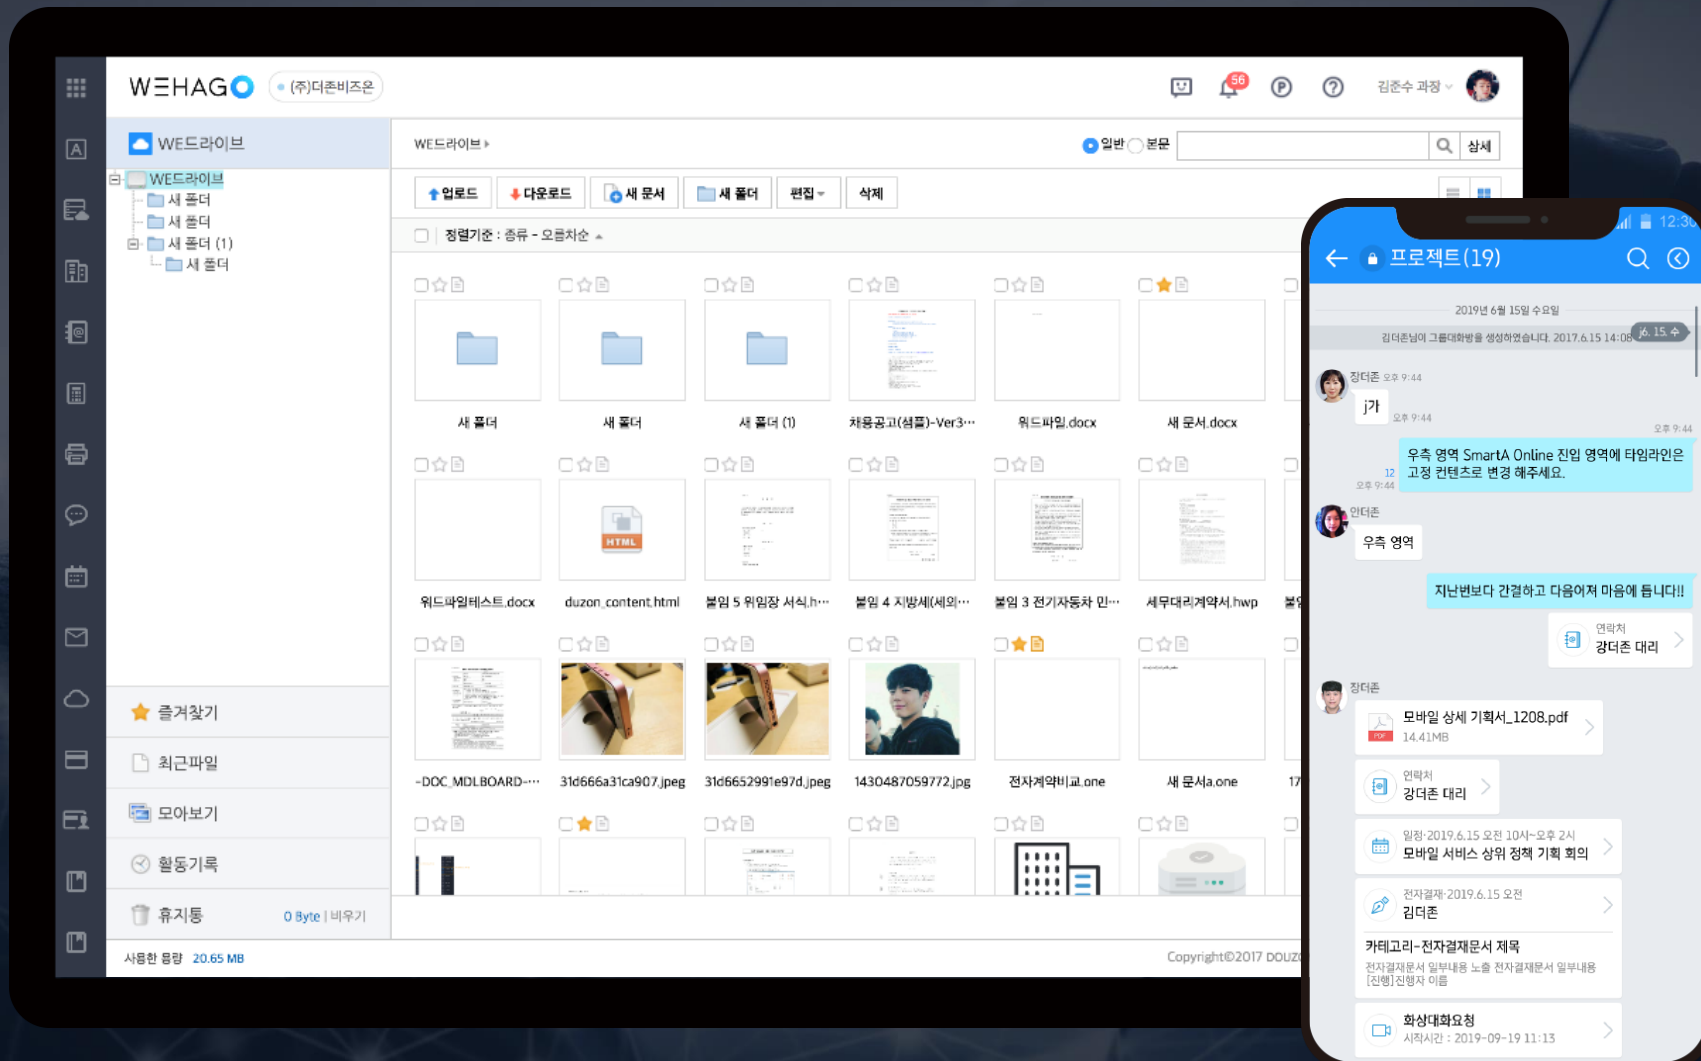 WEHAGO
(주)더존비즈온
56
김준수 과장
WE드라이브
WE드라이브
새 폴더
새 폴더
새 폴더 (1)
새 폴더
즐겨찾기
최근파일
모아보기
활동기록
휴지통 0 Byte | 비우기
사용한 용량 20.65 MB
WE드라이브
일반 본문 상세
업로드 다운로드 새 문서 새 폴더 편집 삭제
정렬기준 : 종류 - 오름차순
새 폴더 새 폴더 새 폴더 (1) 채용공고(샘플)-Ver3··· 워드파일.docx 새 문서.docx
HTML
워드파일테스트.docx duzon_content.html 붙임 5 위임장 서식.h··· 붙임 4 지방세(세외··· 붙임 3 전기자동차 민··· 세무대리계약서.hwp 붙임
-DOC_MDLBOARD-··· 31d666a31ca907.jpeg 31d6652991e97d.jpeg 1430487059772.jpg 전자계약비교.one 새 문서a.one 17
Copyright©2017 DOUZO
12:30
프로젝트(19)
2019년 6월 15일 수요일
김더존님이 그룹대화방을 생성하였습니다. 2017.6.15 14:08
j6. 15. 수
장더존 오후 9:44
j가
오후 9:44
오후 9:44
우측 영역 SmartA Online 진입 영역에 타임라인은
고정 컨텐츠로 변경 해주세요.
12
오후 9:44
안더존
우측 영역
지난번보다 간결하고 다음어져 마음에 듭니다!!
연락처
강더존 대리
장더존
모바일 상세 기획서_1208.pdf
PDF
14.41MB
연락처
강더존 대리
일정·2019.6.15 오전 10시~오후 2시
모바일 서비스 상위 정책 기획 회의
전자결재·2019.6.15 오전
김더존
카테고리-전자결재문서 제목
전자결재문서 일부내용 노출 전자결재문서 일부내용
[진행]진행자 이름
화상대화요청
시작시간 : 2019-09-19 11:13